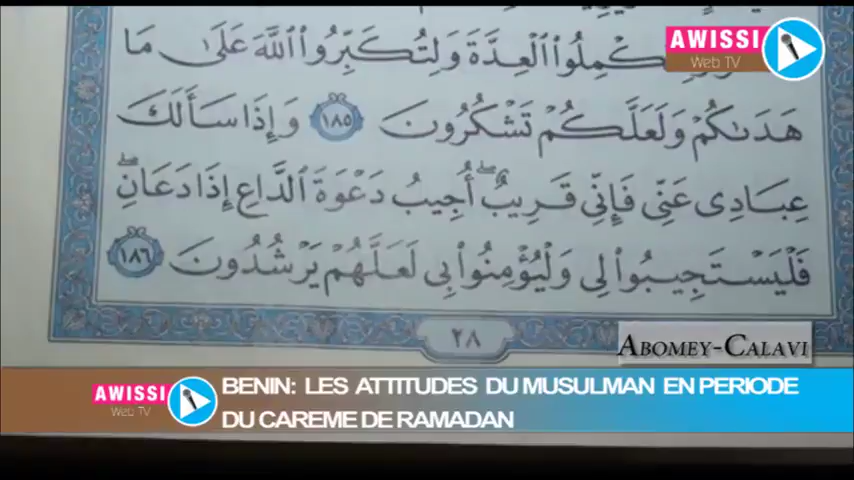 AWISSI
Web TV
وَلِتُكْمِلُوا۟ ٱلْعِدَّةَ وَلِتُكَبِّرُوا۟ ٱللَّهَ عَلَىٰ مَا
هَدَىٰكُمْ وَلَعَلَّكُمْ تَشْكُرُونَ ١٨٥ وَإِذَا سَأَلَكَ
عِبَادِى عَنِّى فَإِنِّى قَرِيبٌ ۖ أُجِيبُ دَعْوَةَ ٱلدَّاعِ إِذَا دَعَانِ ۖ
فَلْيَسْتَجِيبُوا۟ لِى وَلْيُؤْمِنُوا۟ بِى لَعَلَّهُمْ يَرْشُدُونَ ١٨٦
٢٨
ABOMEY-CALAVI
AWISSI
Web TV
BENIN: LES ATTITUDES DU MUSULMAN EN PERIODE
DU CAREME DE RAMADAN